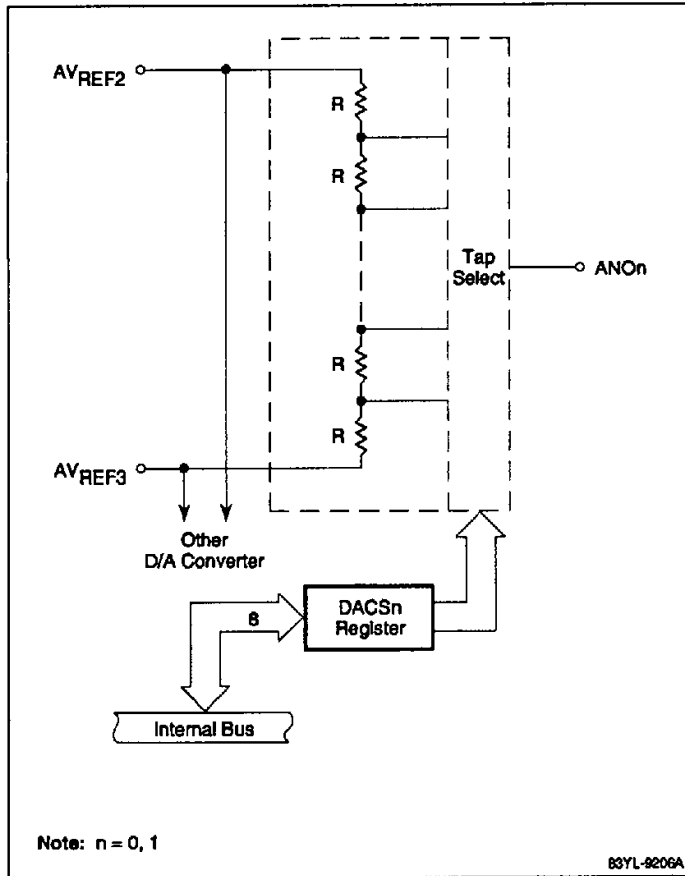 AVREF2
R
R
Tap
Select
ANOn
R
R
AVREF3
Other
D/A Converter
DACSn
Register
8
Internal Bus
Note: n = 0, 1
83YL-9206A